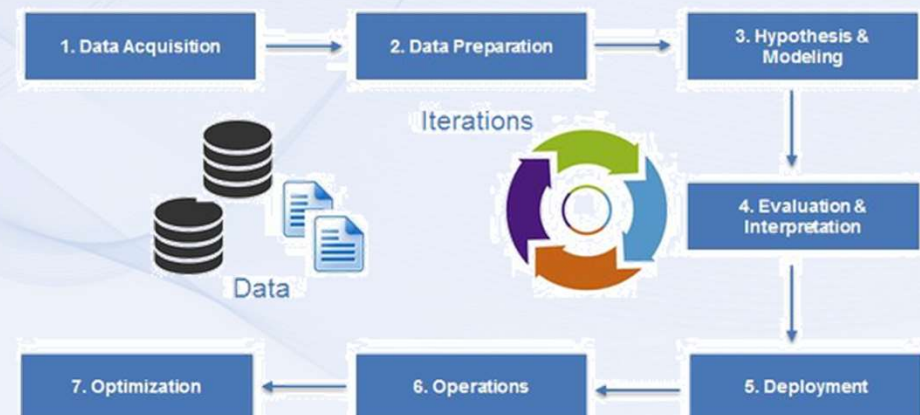 1. Data Acquisition
2. Data Preparation
3. Hypothesis &
Modeling
Iterations
4. Evaluation &
Interpretation
Data
7. Optimization
6. Operations
5. Deployment